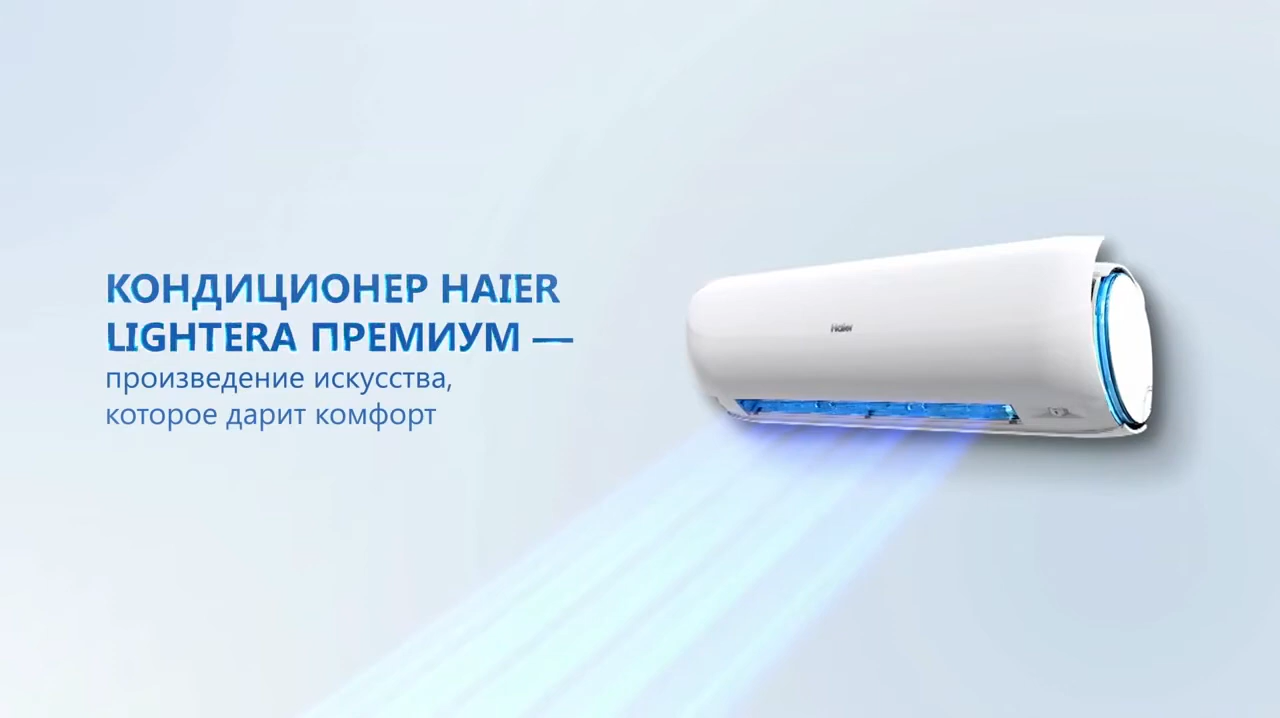 КОНДИЦИОНЕР HAIER
LIGHTERA ПРЕМИУМ —
произведение искусства,
которое дарит комфорт
Haier